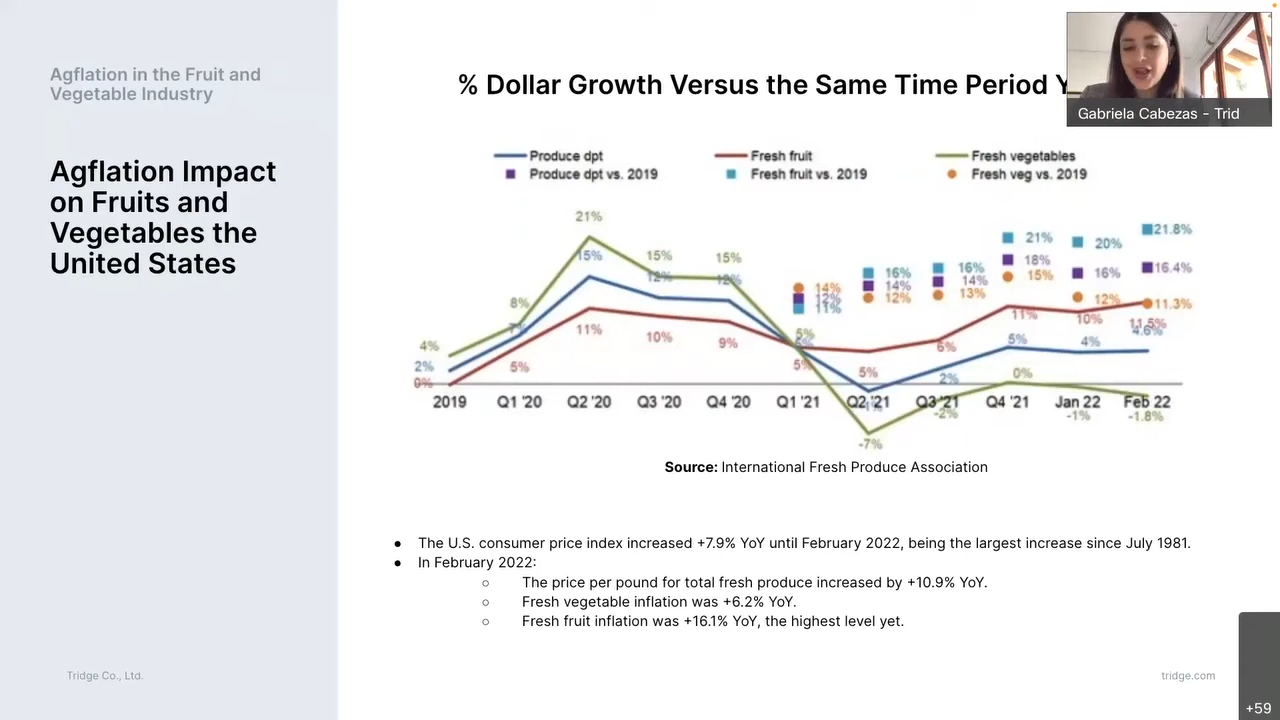 Agflation in the Fruit and
Vegetable Industry
Agflation Impact
on Fruits and
Vegetables the
United States
% Dollar Growth Versus the Same Time Period Y
Gabriela Cabezas - Trid
Produce dpt
Fresh fruit
Fresh vegetables
Produce dpt vs. 2019
Fresh fruit vs. 2019
Fresh veg vs. 2019
4%
2%
0%
8%
7%
5%
21%
15%
11%
15%
12%
10%
15%
12%
9%
14%
12%
11%
5%
5%
16%
14%
12%
5%
-7%
16%
14%
13%
6%
2%
-2%
21%
18%
15%
11%
5%
0%
20%
16%
12%
10%
4%
-1%
21.8%
16.4%
11.3%
11.5%
4.6%
-1.8%
2019 Q1 '20 Q2 '20 Q3 '20 Q4 '20 Q1 '21 Q2 '21 Q3 '21 Q4 '21 Jan 22 Feb 22
Source: International Fresh Produce Association
● The U.S. consumer price index increased +7.9% YoY until February 2022, being the largest increase since July 1981.
● In February 2022:
○ The price per pound for total fresh produce increased by +10.9% YoY.
○ Fresh vegetable inflation was +6.2% YoY.
○ Fresh fruit inflation was +16.1% YoY, the highest level yet.
Tridge Co., Ltd.
tridge.com
+59